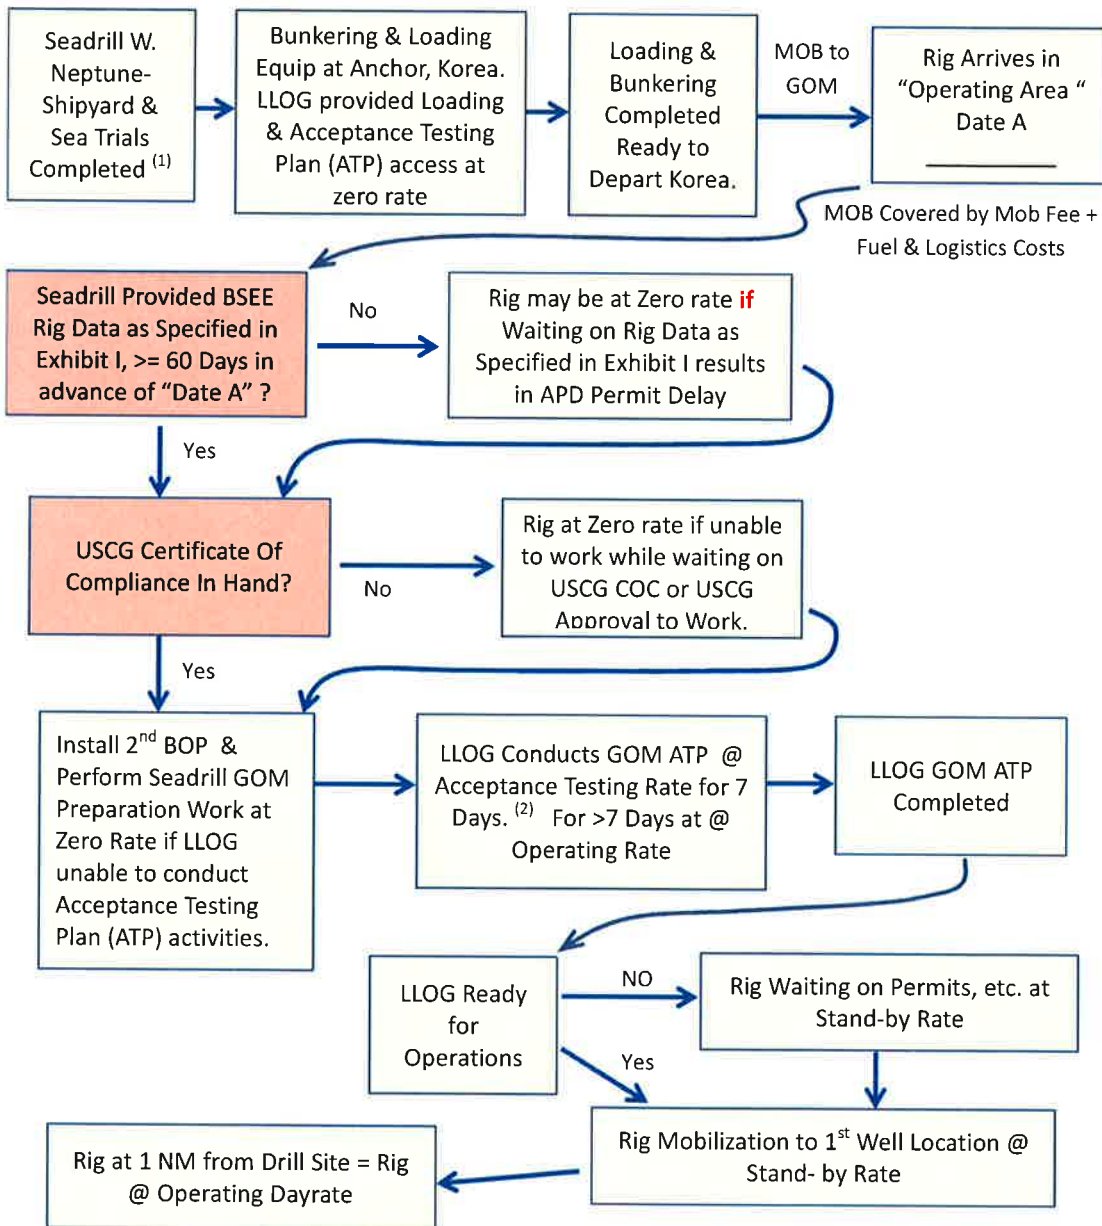 Seadrill W.
Neptune-
Shipyard &
Sea Trials
Completed (1)
Bunkering & Loading
Equip at Anchor, Korea.
LLOG provided Loading
& Acceptance Testing
Plan (ATP) access at
zero rate
Loading &
Bunkering
Completed
Ready to
Depart Korea.
MOB to
GOM
Rig Arrives in
“Operating Area “
Date A
MOB Covered by Mob Fee +
Fuel & Logistics Costs
Seadrill Provided BSEE
Rig Data as Specified in
Exhibit I, >= 60 Days in
advance of “Date A” ?
No
Rig may be at Zero rate if
Waiting on Rig Data as
Specified in Exhibit I results
in APD Permit Delay
Yes
USCG Certificate Of
Compliance In Hand?
No
Rig at Zero rate if unable
to work while waiting on
USCG COC or USCG
Approval to Work.
Yes
Install 2nd BOP &
Perform Seadrill GOM
Preparation Work at
Zero Rate if LLOG
unable to conduct
Acceptance Testing
Plan (ATP) activities.
LLOG Conducts GOM ATP @
Acceptance Testing Rate for 7
Days. (2) For >7 Days at @
Operating Rate
LLOG GOM ATP
Completed
LLOG Ready
for
Operations
NO
Rig Waiting on Permits, etc. at
Stand-by Rate
Yes
Rig Mobilization to 1st Well Location @
Stand- by Rate
Rig at 1 NM from Drill Site = Rig
@ Operating Dayrate